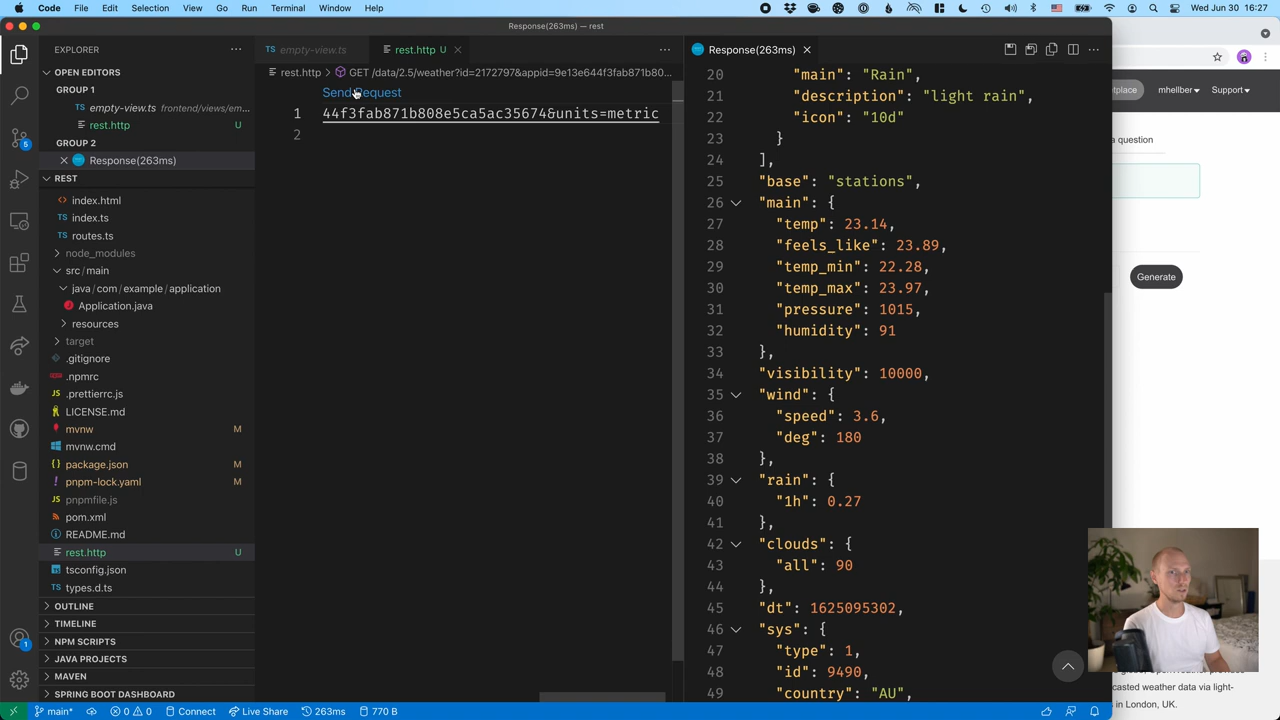 Code File Edit Selection View Go Run Terminal Window Help Wed Jun 30 16:27
Response(263ms) — rest
EXPLORER
OPEN EDITORS
GROUP 1
empty-view.ts frontend/views/em...
rest.http U
GROUP 2
Response(263ms)
REST
index.html
index.ts
routes.ts
node_modules
src/main
java/com/example/application
Application.java
resources
target
.gitignore
.npmrc
.prettierrc.js
LICENSE.md
mvnw M
mvnw.cmd
package.json M
pnpm-lock.yaml M
pnpmfile.js
pom.xml
README.md
rest.http U
tsconfig.json
types.d.ts
OUTLINE
TIMELINE
NPM SCRIPTS
JAVA PROJECTS
MAVEN
SPRING BOOT DASHBOARD
5
1
empty-view.ts
rest.http U
rest.http > GET /data/2.5/weather?id=2172797&appid=9e13e644f3fab871b80...
Send Request
1 44f3fab871b808e5ca5ac35674&units=metric
2
Response(263ms)
20 "main": "Rain",
21 "description": "light rain",
22 "icon": "10d"
23 }
24 ],
25 "base": "stations",
26 "main": {
27 "temp": 23.14,
28 "feels_like": 23.89,
29 "temp_min": 22.28,
30 "temp_max": 23.97,
31 "pressure": 1015,
32 "humidity": 91
33 },
34 "visibility": 10000,
35 "wind": {
36 "speed": 3.6,
37 "deg": 180
38 },
39 "rain": {
40 "1h": 0.27
41 },
42 "clouds": {
43 "all": 90
44 },
45 "dt": 1625095302,
46 "sys": {
47 "type": 1,
48 "id": 9490,
49 "country": "AU",
etplace mhellber Support
a question
Generate
casted weather data via light-
s in London, UK.
main* 0 0 Connect Live Share 263ms 770 B